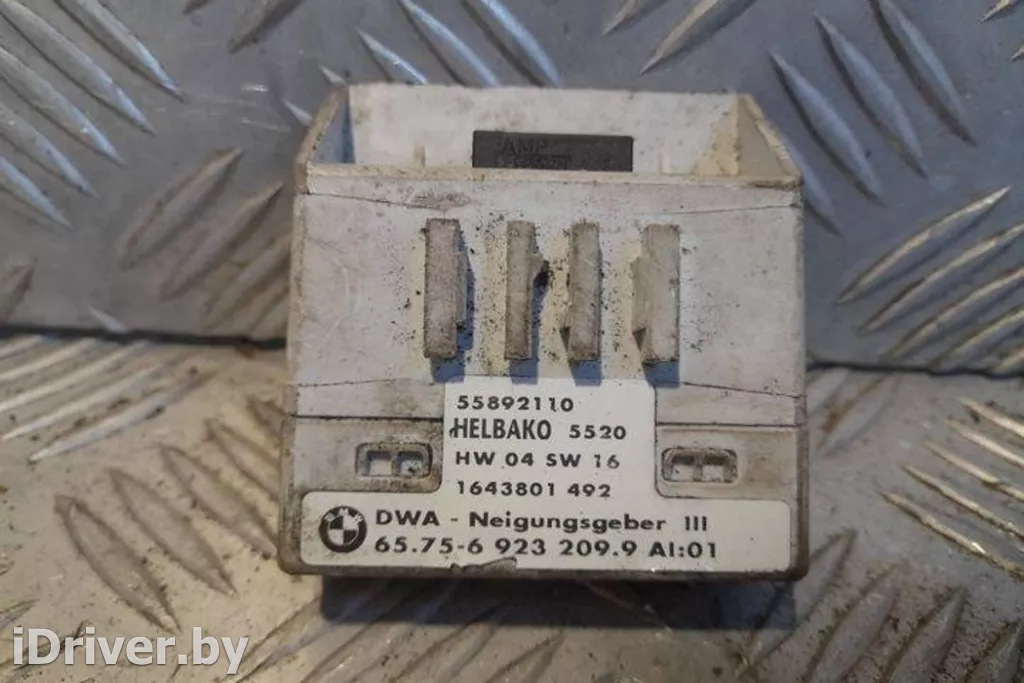 AMP
55892110
HELBAKO 5520
HW 04 SW 16
1643801 492
BMW
DWA - Neigungsgeber III
65.75-6 923 209.9 AI:01
iDriver.by